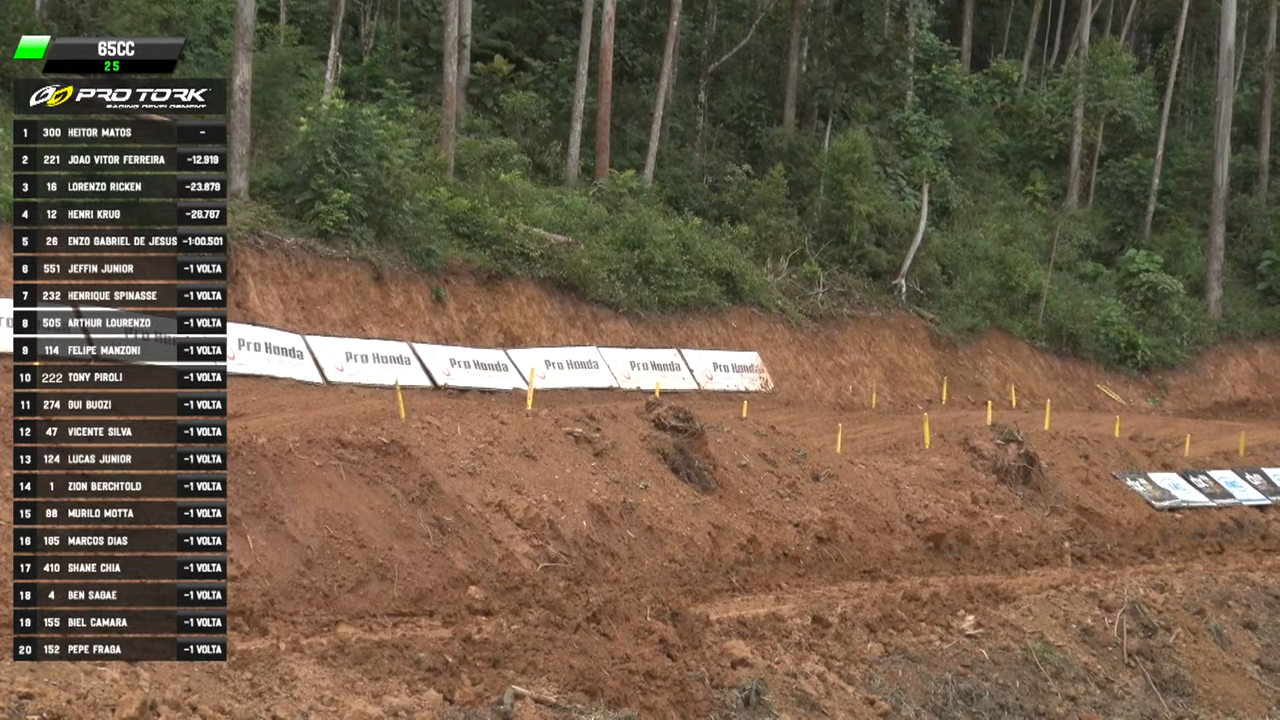 65CC
25
PRO TORK
RACING DEVELOPMENT
1 300 HEITOR MATOS -
2 221 JOAO VITOR FERREIRA -12.919
3 16 LORENZO RICKEN -23.879
4 12 HENRI KRUG -26.767
5 26 ENZO GABRIEL DE JESUS -1:00.501
6 551 JEFFIN JUNIOR -1 VOLTA
7 232 HENRIQUE SPINASSE -1 VOLTA
8 505 ARTHUR LOURENZO -1 VOLTA
9 114 FELIPE MANZONI -1 VOLTA
10 222 TONY PIROLI -1 VOLTA
11 274 GUI BUOZI -1 VOLTA
12 47 VICENTE SILVA -1 VOLTA
13 124 LUCAS JUNIOR -1 VOLTA
14 1 ZION BERCHTOLD -1 VOLTA
15 98 MURILO MOTTA -1 VOLTA
16 165 MARCOS DIAS -1 VOLTA
17 410 SHANE CHIA -1 VOLTA
18 4 BEN SAGAE -1 VOLTA
19 155 BIEL CAMARA -1 VOLTA
20 152 PEPE FRAGA -1 VOLTA
Pro Honda
Pro Honda
Pro Honda
Pro Honda
Pro Honda
Pro Honda